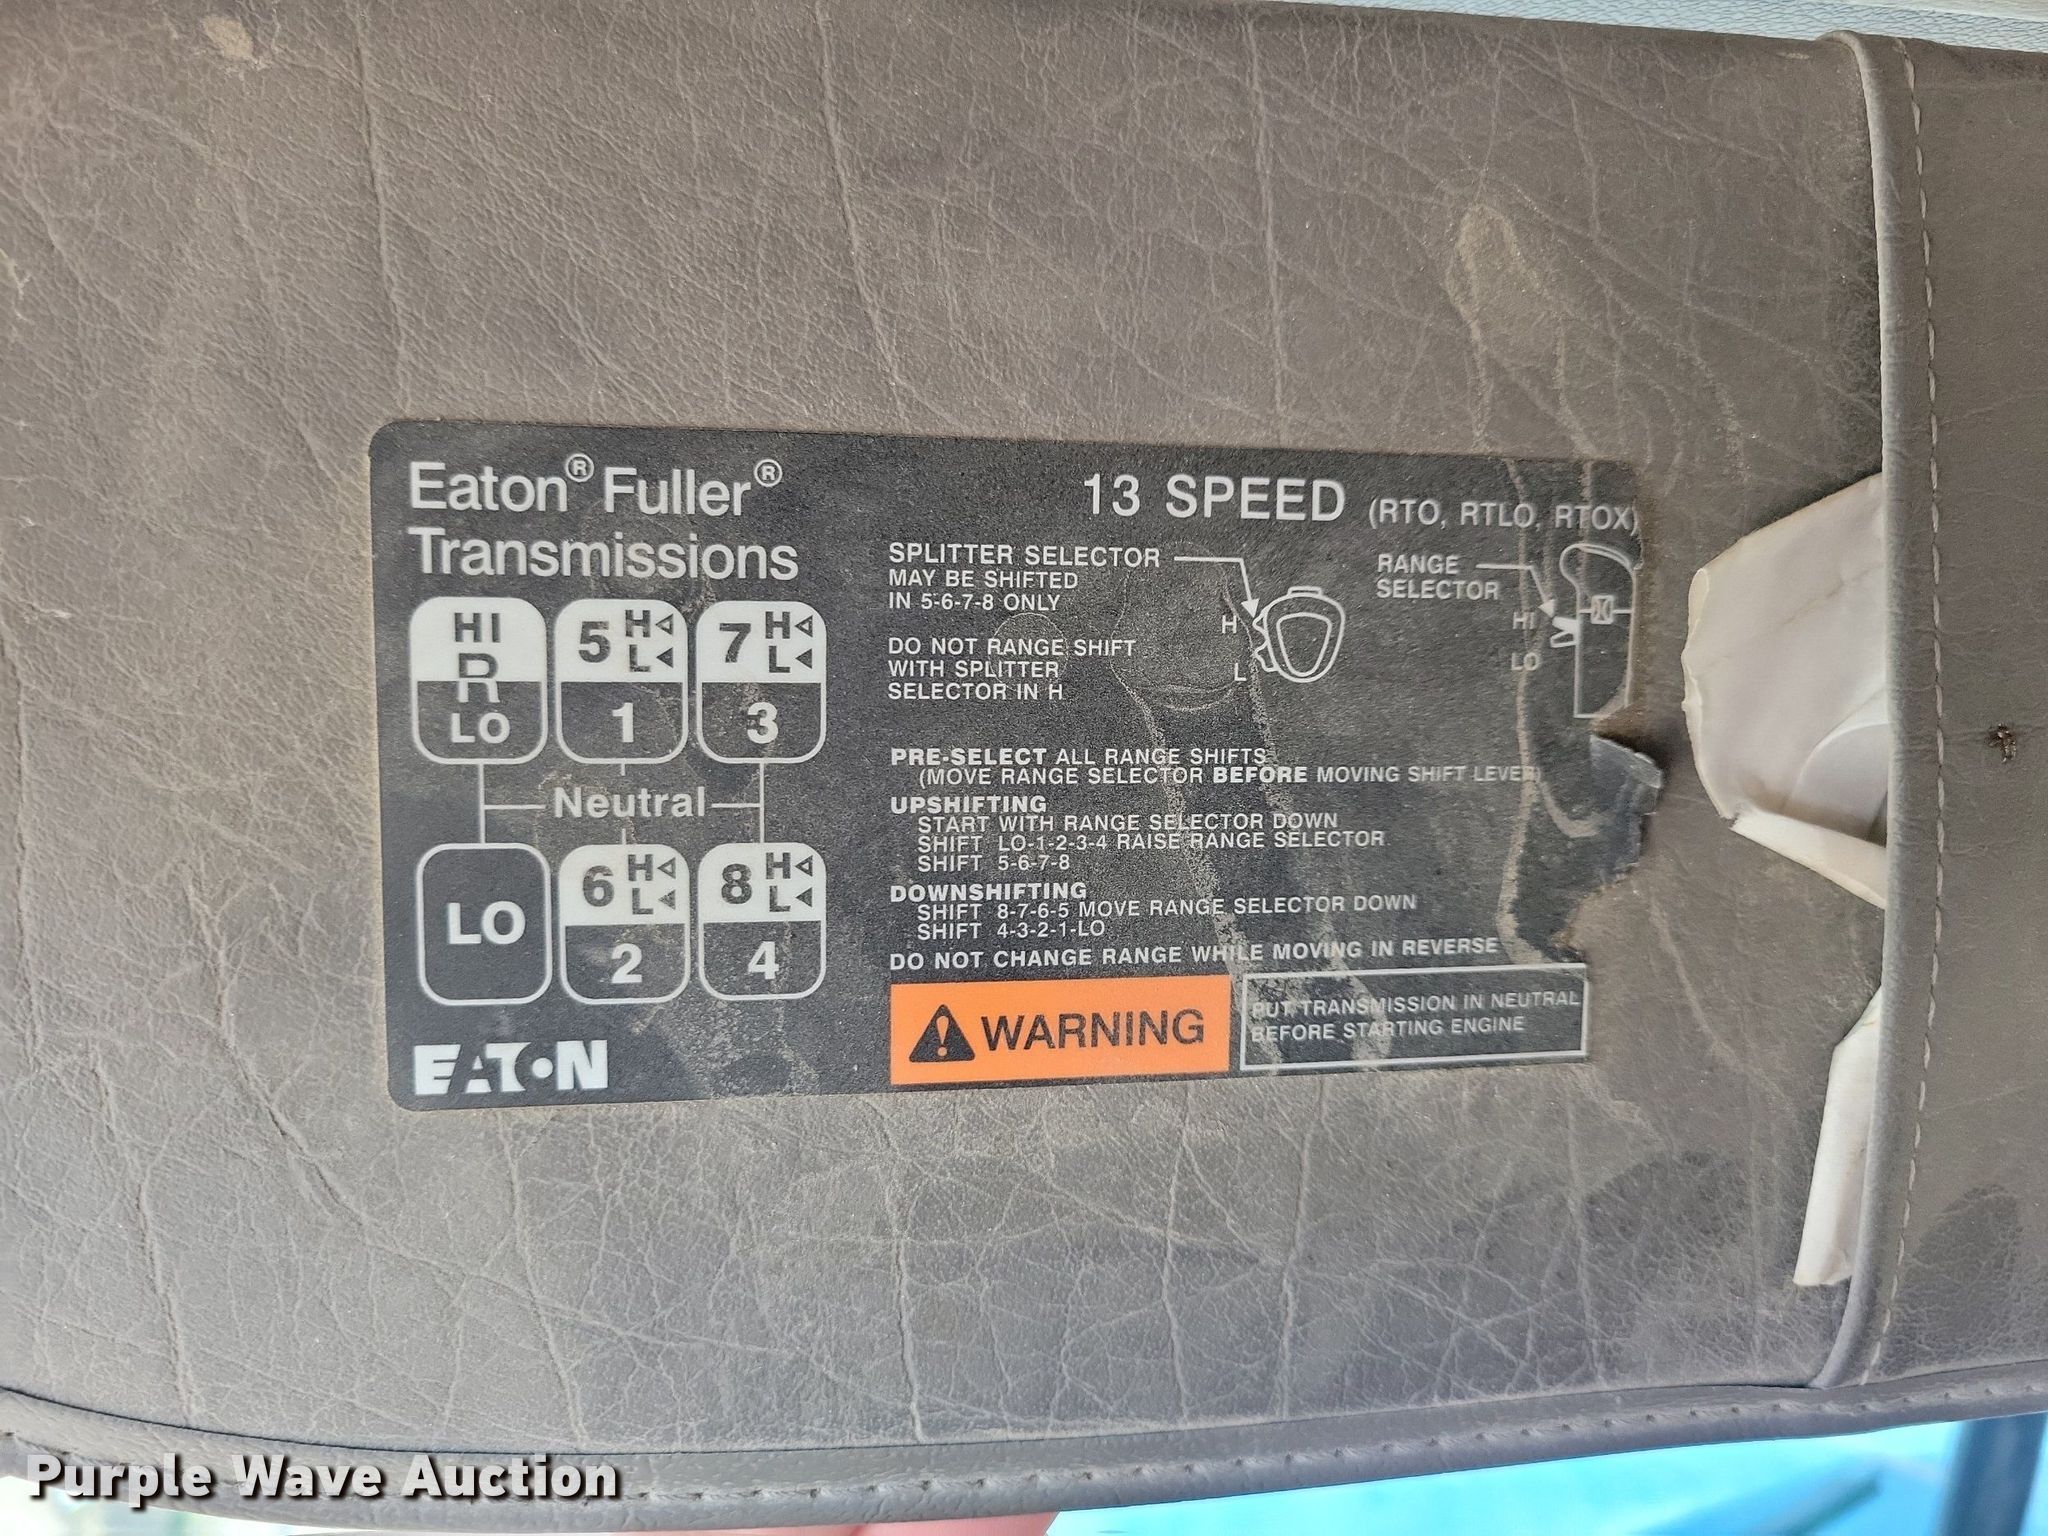 Eaton® Fuller®
Transmissions
13 SPEED (RTO, RTLO, RTOX)
HI
R
LO
5 H
L
1
7 H
L
3
Neutral
LO
6 H
L
2
8 H
L
4
EATON
SPLITTER SELECTOR
MAY BE SHIFTED
IN 5-6-7-8 ONLY
H
L
RANGE
SELECTOR
HI
LO
DO NOT RANGE SHIFT
WITH SPLITTER
SELECTOR IN H
PRE-SELECT ALL RANGE SHIFTS
(MOVE RANGE SELECTOR BEFORE MOVING SHIFT LEVER)
UPSHIFTING
START WITH RANGE SELECTOR DOWN
SHIFT LO-1-2-3-4 RAISE RANGE SELECTOR
SHIFT 5-6-7-8
DOWNSHIFTING
SHIFT 8-7-6-5 MOVE RANGE SELECTOR DOWN
SHIFT 4-3-2-1-LO
DO NOT CHANGE RANGE WHILE MOVING IN REVERSE
WARNING
PUT TRANSMISSION IN NEUTRAL
BEFORE STARTING ENGINE
Purple Wave Auction